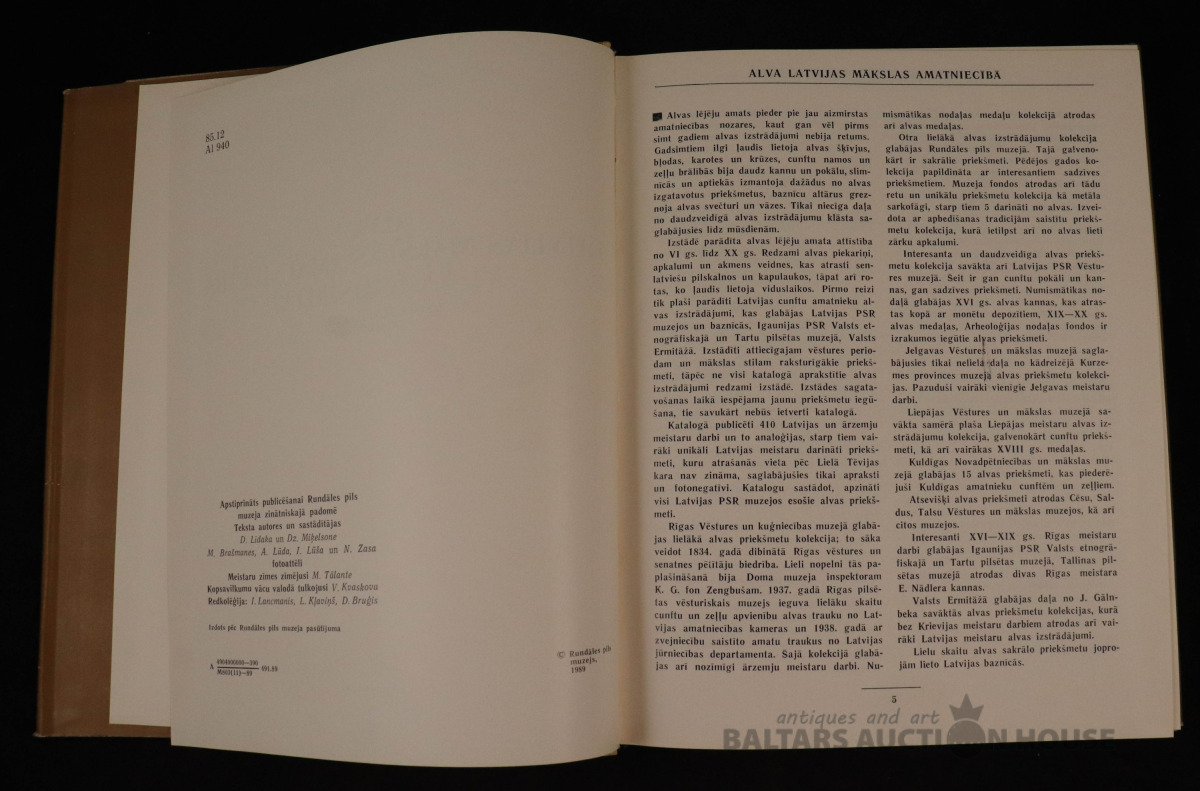 85.12
Al 940
Apstiprināts publicēšanai Rundāles pils
muzeja zinātniskajā padomē
Teksta autores un sastādītājas
D. Lidaka un Dz. Miķelsone
M. Brašmanes, A. Lūda, I. Lūša un N. Zasa
fotoattēli
Meistaru zīmes zīmējusi M. Tālante
Kopsavilkumu vācu valodā tulkojusi V. Kvaskova
Redkolēģija: I. Lancmanis, L. Kļaviņš, D. Bruģis
Izdots pēc Rundāles pils muzeja pasūtījuma
© Rundāles pils
muzejs,
1989
ALVA LATVIJAS MĀKSLAS AMATNIECĪBĀ
Alvas lējēju amats pieder pie jau aizmirstas
amatniecības nozares, kaut gan vēl pirms
simt gadiem alvas izstrādājumi nebija retums.
Gadsimtiem ilgi ļaudis lietoja alvas šķīvjus,
bļodas, karotes un krūzes, cunftu namos un
zeļļu brālībās bija daudz kannu un pokālu, slim-
nīcās un aptiekās izmantoja dažādus no alvas
izgatavotus priekšmetus, baznīcu altārus grez-
noja alvas svečturi un vāzes. Tikai niecīga daļa
no daudzveidīgā alvas izstrādājumu klāsta sa-
glabājusies līdz mūsdienām.
Izstādē parādīta alvas lējēju amata attīstība
no VI gs. līdz XX gs. Redzami alvas piekariņi,
apkalumi un akmens veidnes, kas atrasti sen-
latviešu pilskalnos un kapulaukos, tāpat arī ro-
tas, ko ļaudis lietoja viduslaikos. Pirmo reizi
tik plaši parādīti Latvijas cunftu amatnieku al-
vas izstrādājumi, kas glabājas Latvijas PSR
muzejos un baznīcās, Igaunijas PSR Valsts et-
nogrāfiskajā un Tartu pilsētas muzejā, Valsts
Ermitāžā. Izstādīti attiecīgajam vēstures perio-
dam un mākslas stilam raksturīgākie priekš-
meti, tāpēc ne visi katalogā aprakstītie alvas
izstrādājumi redzami izstādē. Izstādes sagata-
vošanas laikā iespējama jaunu priekšmetu iegū-
šana, tie savukārt nebūs ietverti katalogā.
Katalogā publicēti 410 Latvijas un ārzemju
meistaru darbi un to analoģijas, starp tiem vai-
rāki unikāli Latvijas meistaru darināti priekš-
meti, kuru atrašanās vieta pēc Lielā Tēvijas
kara nav zināma, saglabājušies tikai apraksti
un fotonegatīvi. Katalogu sastādot, apzināti
visi Latvijas PSR muzejos esošie alvas priekš-
meti.
Rīgas Vēstures un kuģniecības muzejā glabā-
jas lielākā alvas priekšmetu kolekcija; to sāka
veidot 1834. gadā dibinātā Rīgas vēstures un
senatnes pētītāju biedrība. Lieli nopelni tās pa-
plašināšanā bija Doma muzeja inspektoram
K. G. fon Zengbušam. 1937. gadā Rīgas pilsē-
tas vēsturiskais muzejs ieguva lielāku skaitu
cunftu un zeļļu apvienību alvas trauku no Lat-
vijas amatniecības kameras un 1938. gadā ar
zvejniecību saistīto amatu traukus no Latvijas
jūrniecības departamenta. Šajā kolekcijā glabā-
jas arī nozīmīgi ārzemju meistaru darbi. Nu-
mismātikas nodaļas medaļu kolekcijā atrodas
arī alvas medaļas.
Otra lielākā alvas izstrādājumu kolekcija
glabājas Rundāles pils muzejā. Tajā galveno-
kārt ir sakrālie priekšmeti. Pēdējos gados ko-
lekcija papildināta ar interesantiem sadzīves
priekšmetiem. Muzeja fondos atrodas arī tādu
retu un unikālu priekšmetu kolekcija kā metāla
sarkofāgi, starp tiem 5 darināti no alvas. Izvei-
dota ar apbedīšanas tradīcijām saistītu priekš-
metu kolekcija, kurā ietilpst arī no alvas lieti
zārku apkalumi.
Interesanta un daudzveidīga alvas priekš-
metu kolekcija savākta arī Latvijas PSR Vēstu-
res muzejā. Šeit ir gan cunftu pokāli un kan-
nas, gan sadzīves priekšmeti. Numismātikas no-
daļā glabājas XVI gs. alvas kannas, kas atras-
tas kopā ar monētu depozītiem, XIX—XX gs.
alvas medaļas, Arheoloģijas nodaļas fondos ir
izrakumos iegūtie alvas priekšmeti.
Jelgavas Vēstures un mākslas muzejā sagla-
bājusies tikai neliela daļa no kādreizējā Kurze-
mes provinces muzejā alvas priekšmetu kolekci-
jas. Pazuduši vairāki vienīgie Jelgavas meistaru
darbi.
Liepājas Vēstures un mākslas muzejā sa-
vākta samērā plaša Liepājas meistaru alvas iz-
strādājumu kolekcija, galvenokārt cunftu priekš-
meti, kā arī vairākas XVIII gs. medaļas.
Kuldīgas Novadpētniecības un mākslas mu-
zejā glabājas 15 alvas priekšmeti, kas piederē-
juši Kuldīgas amatnieku cunftēm un zeļļiem.
Atsevišķi alvas priekšmeti atrodas Cēsu, Sal-
dus, Talsu Vēstures un mākslas muzejos, kā arī
citos muzejos.
Interesanti XVI—XIX gs. Rīgas meistaru
darbi glabājas Igaunijas PSR Valsts etnogrā-
fiskajā un Tartu pilsētas muzejā, Tallinas pil-
sētas muzejā atrodas divas Rīgas meistara
E. Nādlera kannas.
Valsts Ermitāžā glabājas daļa no J. Gāln-
beka savāktās alvas priekšmetu kolekcijas, kurā
bez Krievijas meistaru darbiem atrodas arī vai-
rāki Latvijas meistaru alvas izstrādājumi.
Lielu skaitu alvas sakrālo priekšmetu jopro-
jām lieto Latvijas baznīcās.
5
antiques and art
BALTARS AUCTION HOUSE